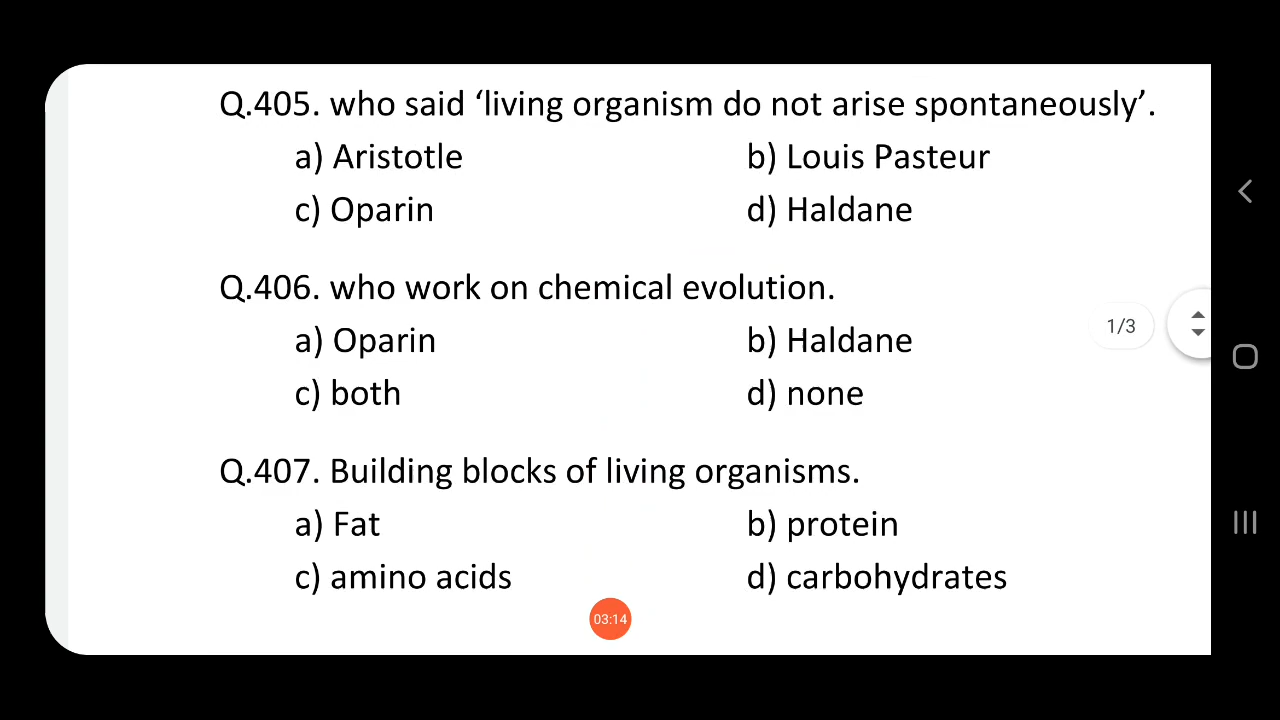 Q.405. who said ‘living organism do not arise spontaneously’.
a) Aristotle b) Louis Pasteur
c) Oparin d) Haldane
Q.406. who work on chemical evolution.
a) Oparin b) Haldane
c) both d) none
1/3
Q.407. Building blocks of living organisms.
a) Fat b) protein
c) amino acids d) carbohydrates
03:14